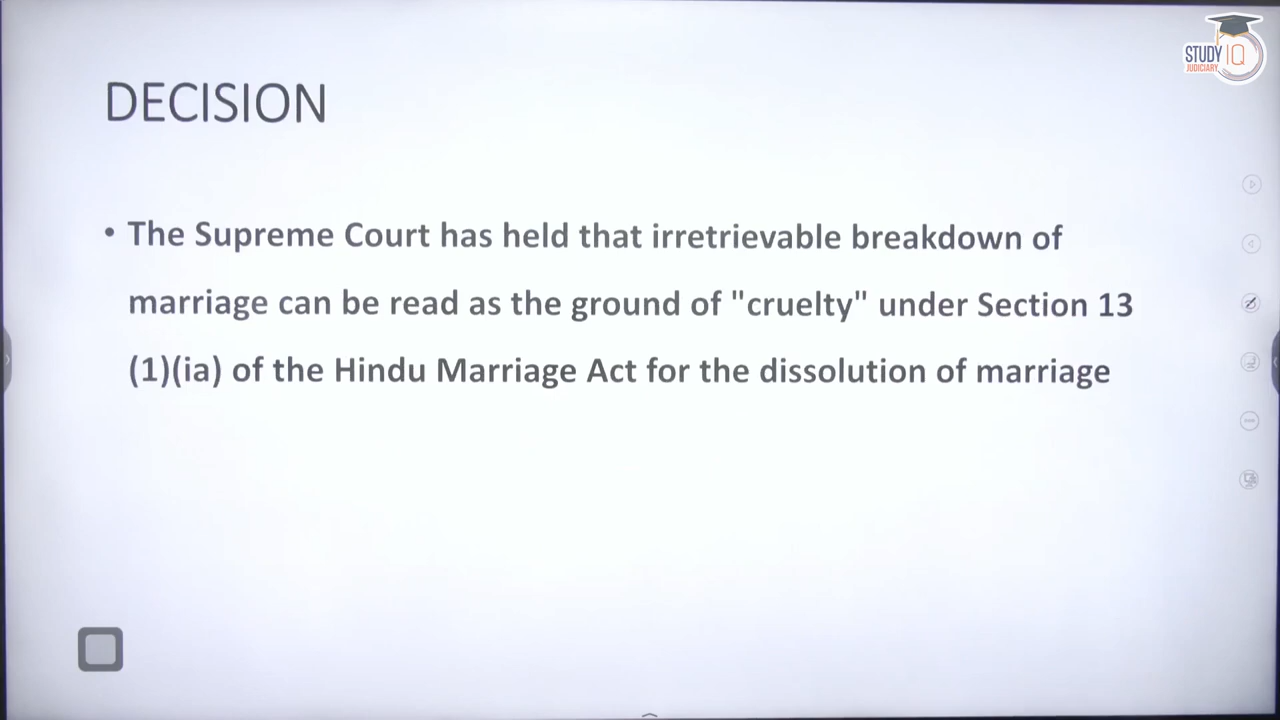 STUDY IQ
JUDICIARY
DECISION
• The Supreme Court has held that irretrievable breakdown of
marriage can be read as the ground of "cruelty" under Section 13
(1)(ia) of the Hindu Marriage Act for the dissolution of marriage